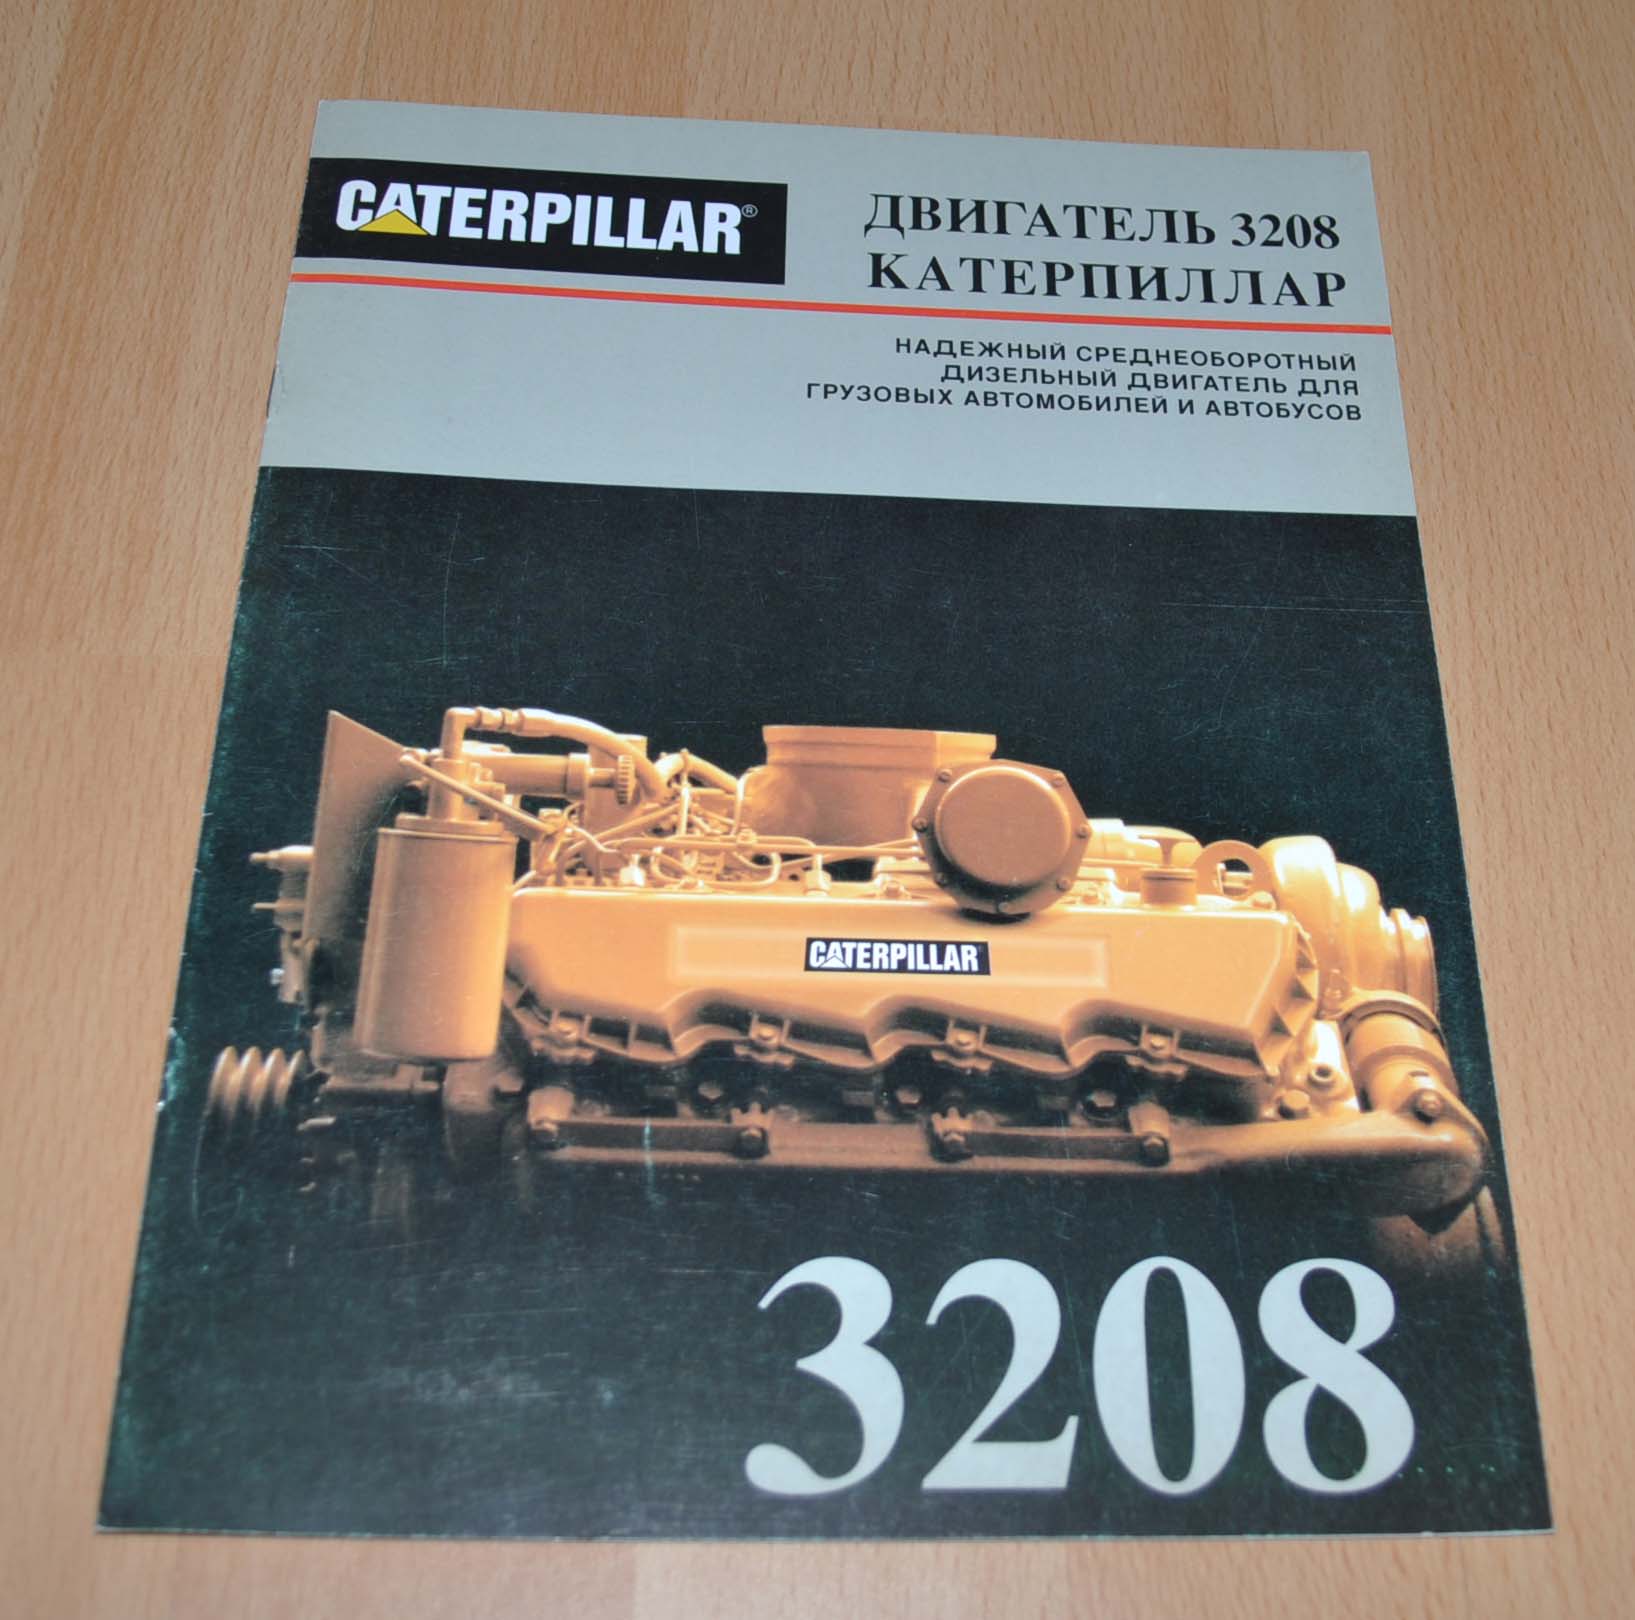 CATERPILLAR®
ДВИГАТЕЛЬ 3208
КАТЕРПИЛЛАР
НАДЕЖНЫЙ СРЕДНЕОБОРОТНЫЙ
ДИЗЕЛЬНЫЙ ДВИГАТЕЛЬ ДЛЯ
ГРУЗОВЫХ АВТОМОБИЛЕЙ И АВТОБУСОВ
CATERPILLAR
3208